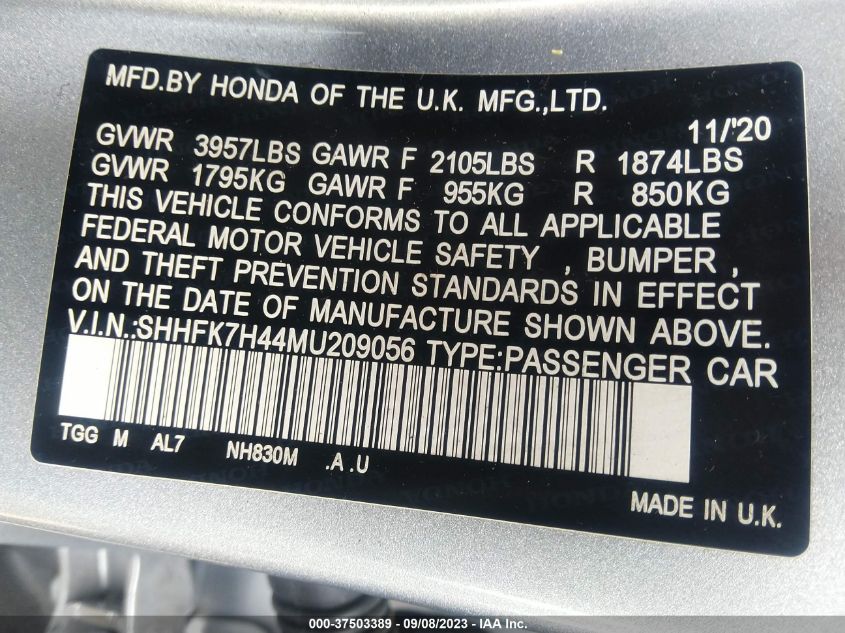 MFD.BY HONDA OF THE U.K. MFG.,LTD.
11/'20
GVWR 3957LBS GAWR F 2105LBS R 1874LBS
GVWR 1795KG GAWR F 955KG R 850KG
THIS VEHICLE CONFORMS TO ALL APPLICABLE
FEDERAL MOTOR VEHICLE SAFETY , BUMPER ,
AND THEFT PREVENTION STANDARDS IN EFFECT
ON THE DATE OF MANUFACTURE SHOWN ABOVE.
V.I.N.:SHHFK7H44MU209056 TYPE:PASSENGER CAR
TGG M AL7 NH830M .A .U
MADE IN U.K.
000-37503389 - 09/08/2023 - IAAI.COM